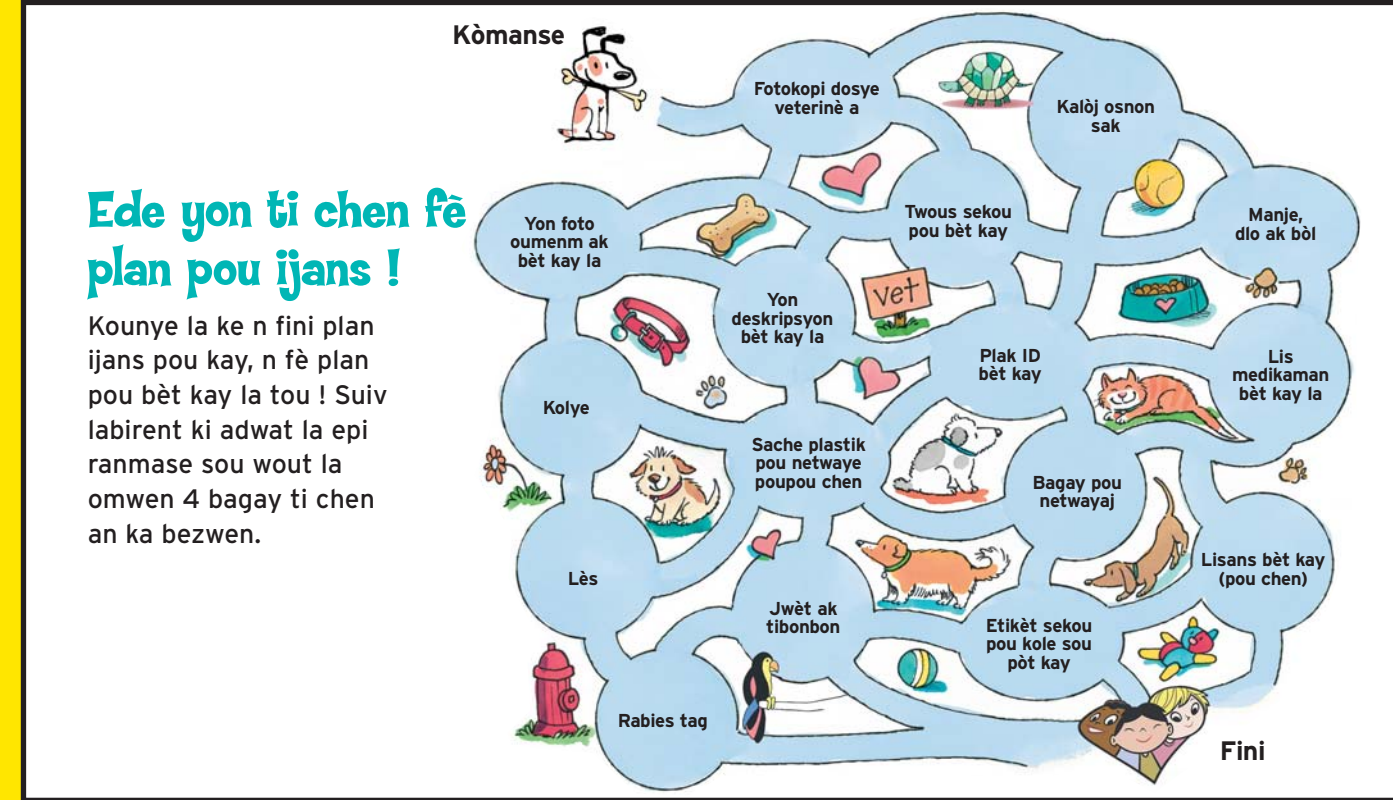 Kòmanse
Fotokopi dosye
veterinè a
Kalòj osnon
sak
Ede yon ti chen fè
plan pou ijans !
Kounye la ke n fini plan
ijans pou kay, n fè plan
pou bèt kay la tou ! Suiv
labirent ki adwat la epi
ranmase sou wout la
omwen 4 bagay ti chen
an ka bezwen.
Yon foto
oumenm ak
bèt kay la
Twous sekou
pou bèt kay
Manje,
dlo ak bòl
vet
Yon
deskripsyon
bèt kay la
Plak ID
bèt kay
Lis
medikaman
bèt kay la
Kolye
Sache plastik
pou netwaye
poupou chen
Bagay pou
netwayaj
Lès
Lisans bèt kay
(pou chen)
Jwèt ak
tibonbon
Etikèt sekou
pou kole sou
pòt kay
Rabies tag
Fini